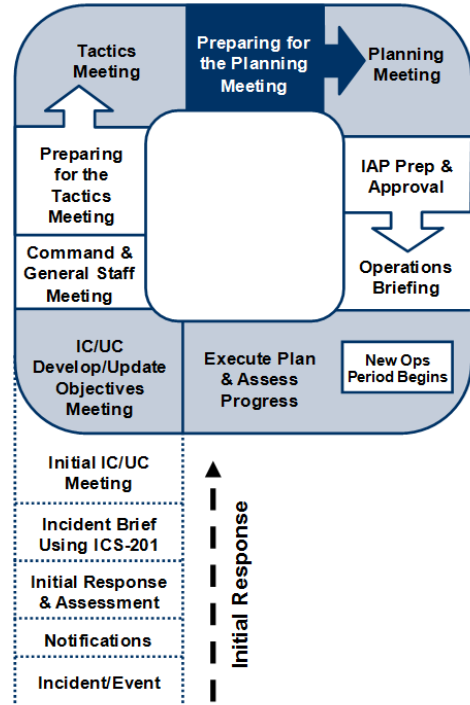 Tactics
Meeting
Preparing for
the Planning
Meeting
Planning
Meeting
Preparing
for the
Tactics
Meeting
IAP Prep &
Approval
Command &
General Staff
Meeting
Operations
Briefing
IC/UC
Develop/Update
Objectives
Meeting
Execute Plan
& Assess
Progress
New Ops
Period Begins
Initial IC/UC
Meeting
Incident Brief
Using ICS-201
Initial Response
& Assessment
Notifications
Incident/Event
Initial Response